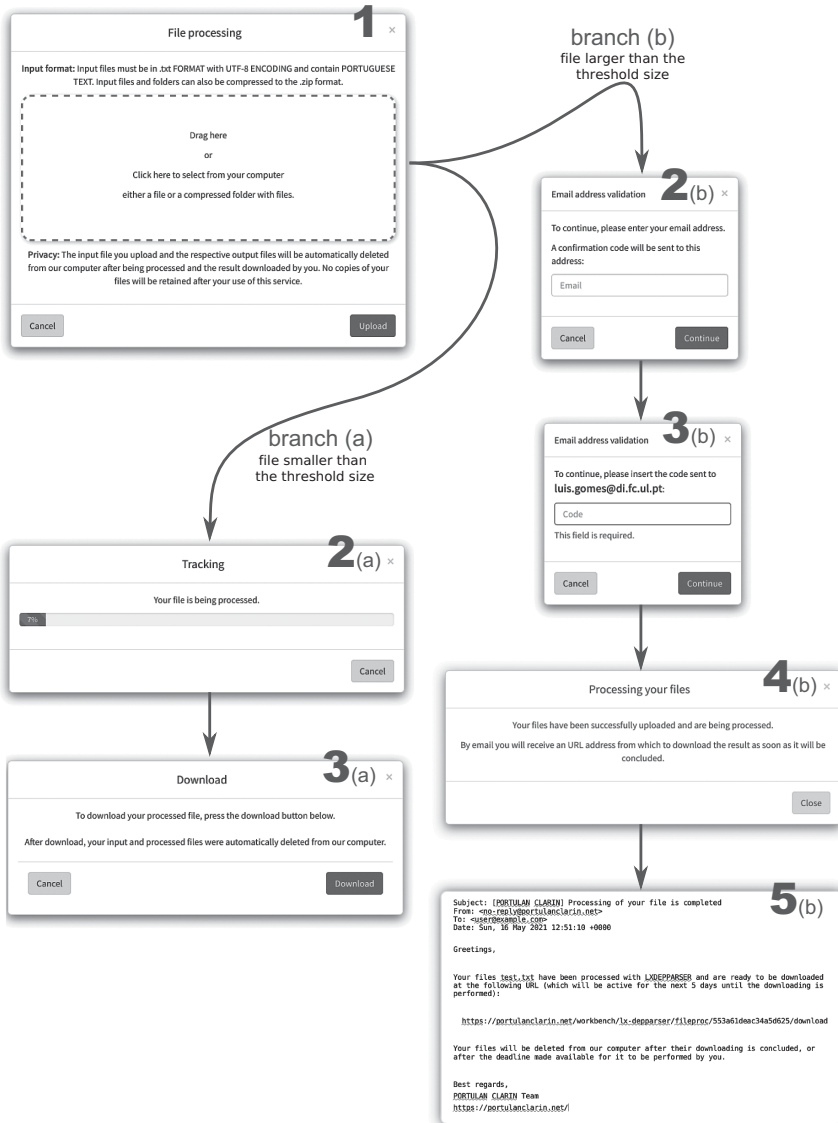 1
File processing
×
Input format: Input files must be in .txt FORMAT with UTF-8 ENCODING and contain PORTUGUESE
TEXT. Input files and folders can also be compressed to the .zip format.
Drag here
or
Click here to select from your computer
either a file or a compressed folder with files.
Privacy: The input file you upload and the respective output files will be automatically deleted
from our computer after being processed and the result downloaded by you. No copies of your
files will be retained after your use of this service.
Cancel
Upload
branch (a)
file smaller than
the threshold size
2(a)
Tracking
×
Your file is being processed.
7%
Cancel
3(a)
Download
×
To download your processed file, press the download button below.
After download, your input and processed files were automatically deleted from our computer.
Cancel
Download
branch (b)
file larger than the
threshold size
2(b)
Email address validation
×
To continue, please enter your email address.
A confirmation code will be sent to this
address:
Email
Cancel
Continue
3(b)
Email address validation
×
To continue, please insert the code sent to
luis.gomes@di.fc.ul.pt:
Code
This field is required.
Cancel
Continue
4(b)
Processing your files
×
Your files have been successfully uploaded and are being processed.
By email you will receive an URL address from which to download the result as soon as it will be
concluded.
Close
5(b)
Subject: [PORTULAN CLARIN] Processing of your file is completed
From: <no-reply@portulanclarin.net>
To: <user@example.com>
Date: Sun, 16 May 2021 12:51:10 +0000
Greetings,
Your files test.txt have been processed with LXDEPPARSER and are ready to be downloaded
at the following URL (which will be active for the next 5 days until the downloading is
performed):
https://portulanclarin.net/workbench/lx-depparser/fileproc/553a61deac34a5d625/download
Your files will be deleted from our computer after their downloading is concluded, or
after the deadline made available for it to be performed by you.
Best regards,
PORTULAN CLARIN Team
https://portulanclarin.net/